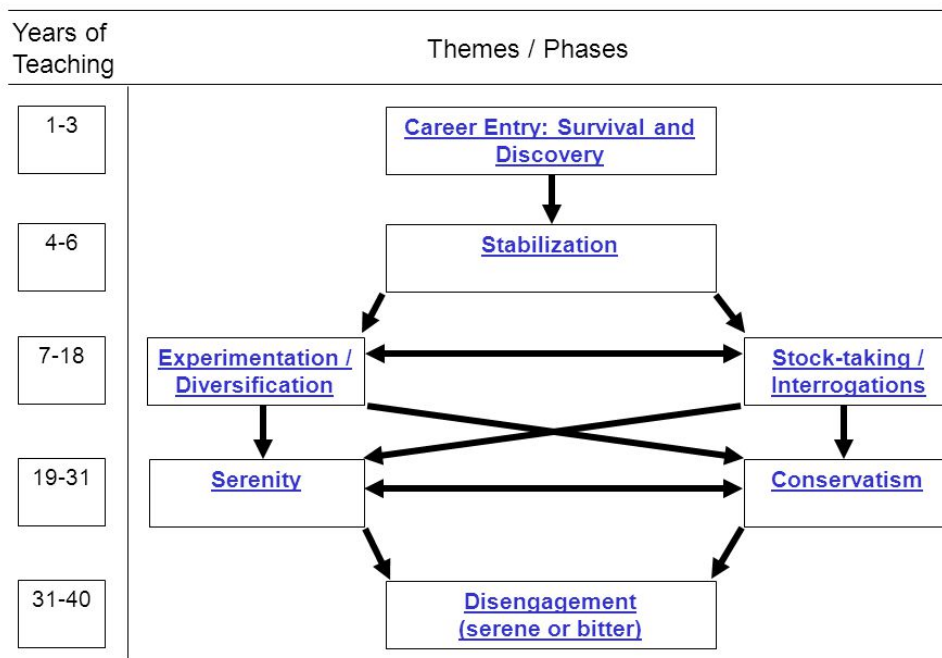 Years of
Teaching
Themes / Phases
1-3
Career Entry: Survival and
Discovery
4-6
Stabilization
7-18
Experimentation /
Diversification
Stock-taking /
Interrogations
19-31
Serenity
Conservatism
31-40
Disengagement
(serene or bitter)